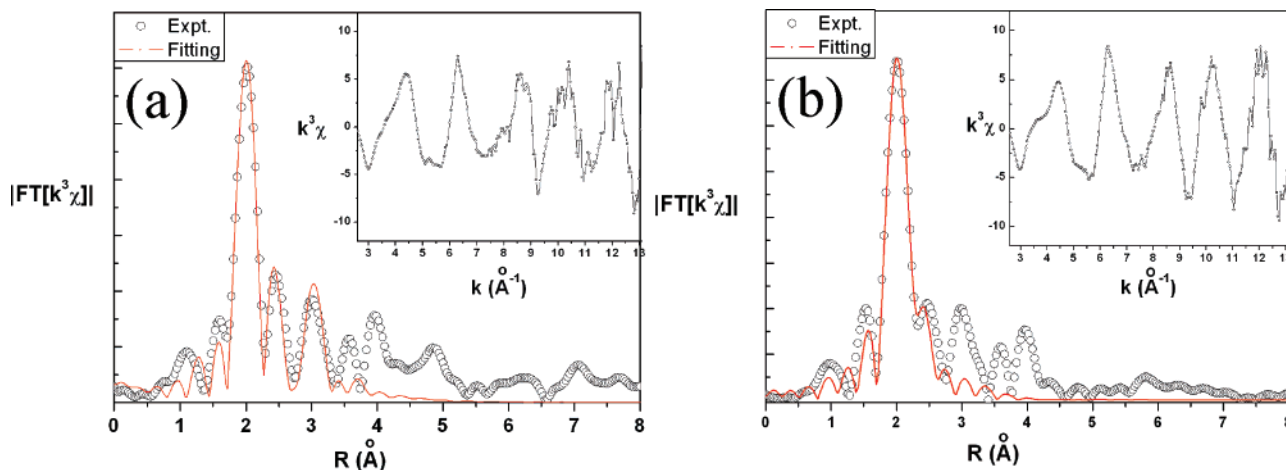 Expt.
Fitting
(a)
|FT[k³χ]|
0 1 2 3 4 5 6 7 8
R (Å)
k³χ
10
5
0
-5
-10
3 4 5 6 7 8 9 10 11 12 13
k (Å⁻¹)
Expt.
Fitting
(b)
|FT[k³χ]|
0 1 2 3 4 5 6 7 8
R (Å)
k³χ
10
5
0
-5
-10
3 4 5 6 7 8 9 10 11 12 13
k (Å⁻¹)